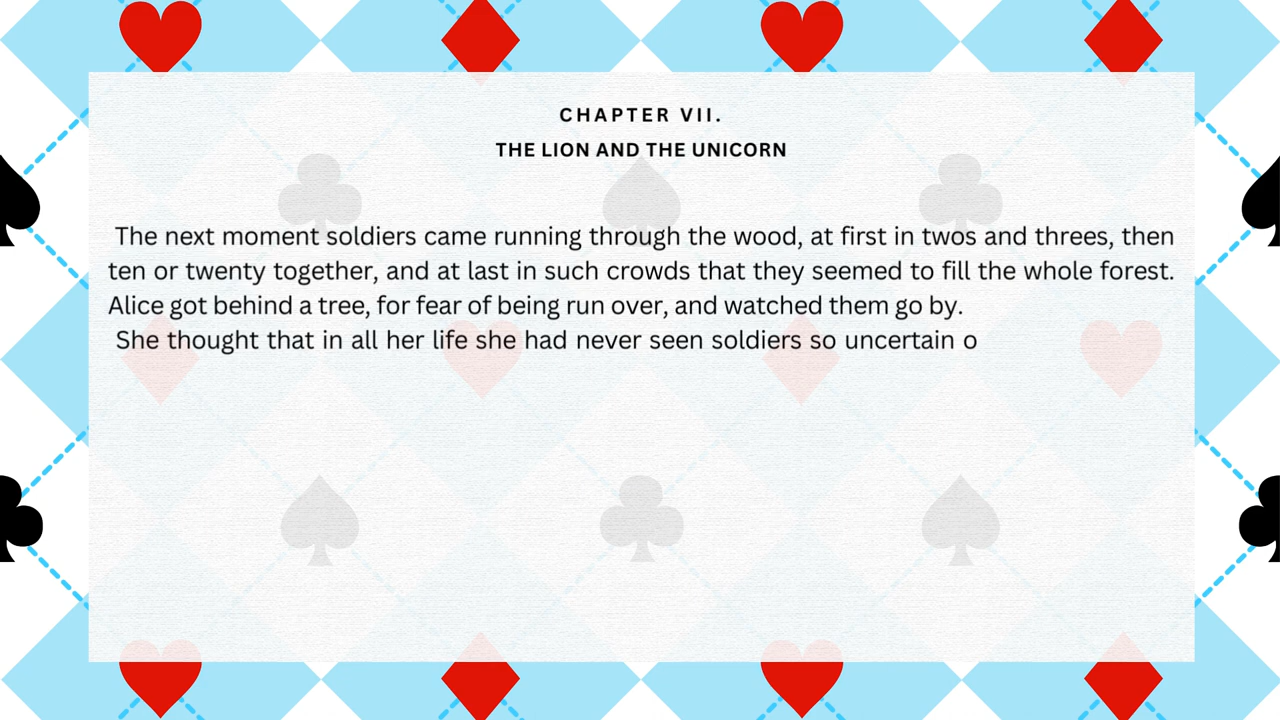 CHAPTER VII.
THE LION AND THE UNICORN
The next moment soldiers came running through the wood, at first in twos and threes, then
ten or twenty together, and at last in such crowds that they seemed to fill the whole forest.
Alice got behind a tree, for fear of being run over, and watched them go by.
She thought that in all her life she had never seen soldiers so uncertain o